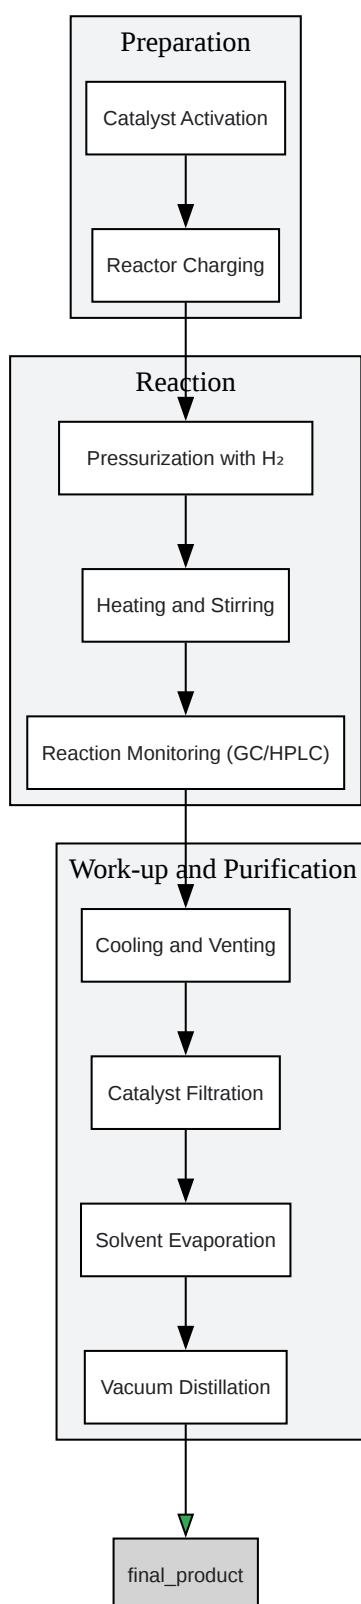 Preparation
Catalyst Activation
Reactor Charging
Reaction
Pressurization with H₂
Heating and Stirring
Reaction Monitoring (GC/HPLC)
Work-up and Purification
Cooling and Venting
Catalyst Filtration
Solvent Evaporation
Vacuum Distillation
final_product